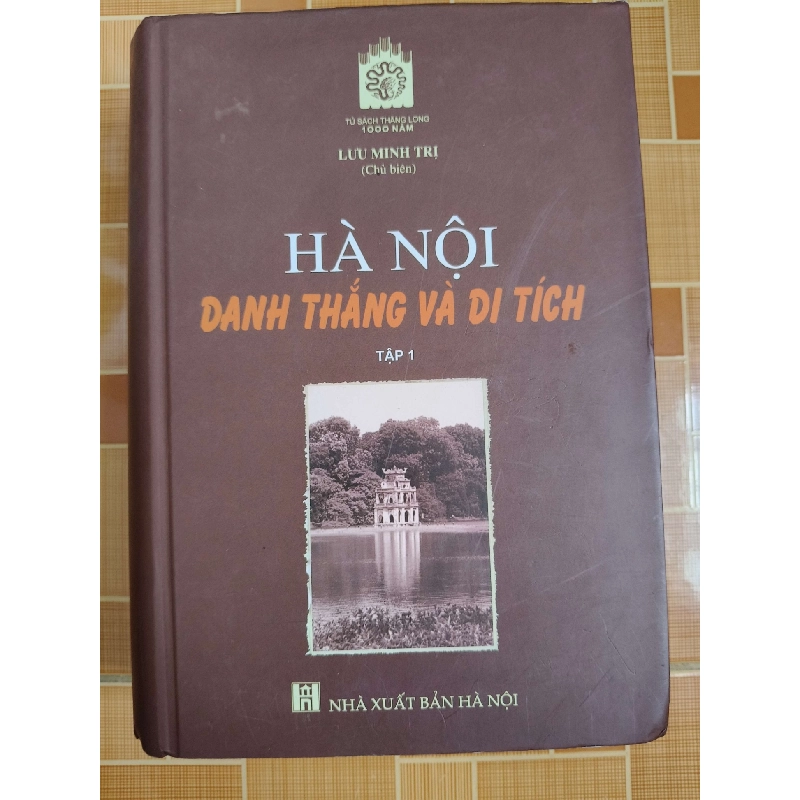 TỦ SÁCH THĂNG LONG
1000 NĂM
LƯU MINH TRỊ
(Chủ biên)
HÀ NỘI
DANH THẮNG VÀ DI TÍCH
TẬP 1
NHÀ XUẤT BẢN HÀ NỘI